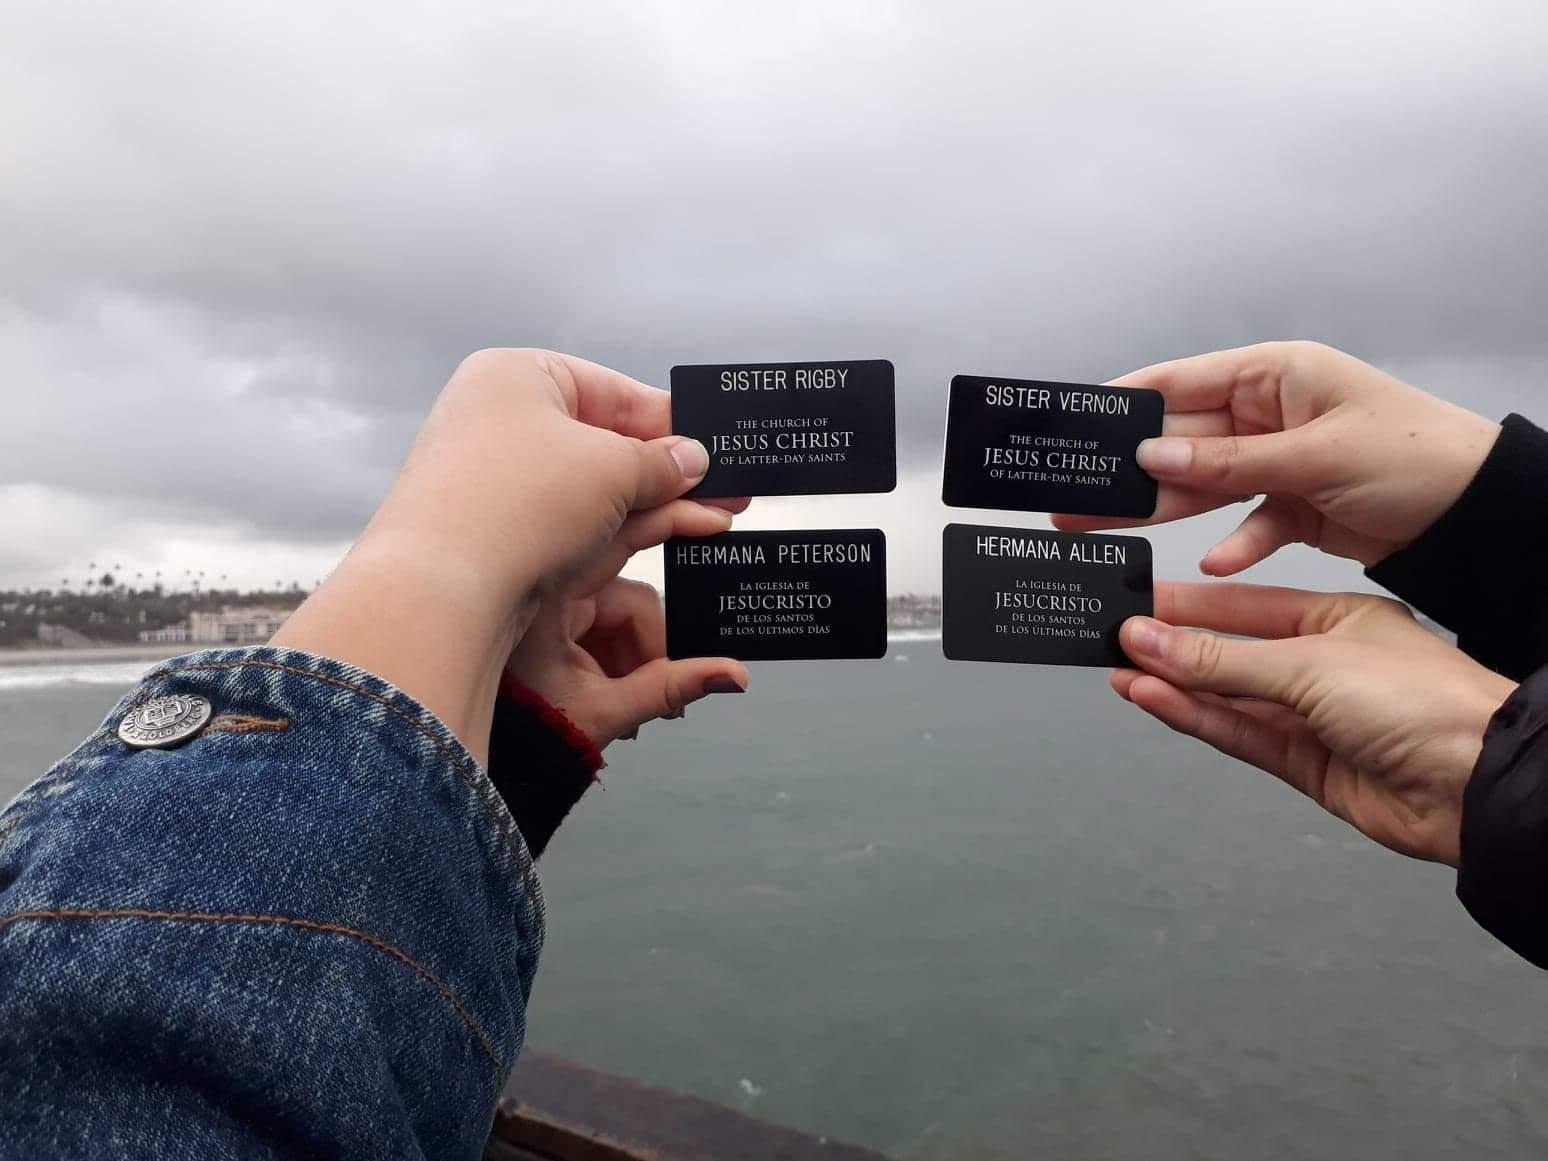 SISTER RIGBY
THE CHURCH OF
JESUS CHRIST
OF LATTER-DAY SAINTS
SISTER VERNON
THE CHURCH OF
JESUS CHRIST
OF LATTER-DAY SAINTS
HERMANA PETERSON
LA IGLESIA DE
JESUCRISTO
DE LOS SANTOS
DE LOS ÚLTIMOS DÍAS
HERMANA ALLEN
LA IGLESIA DE
JESUCRISTO
DE LOS SANTOS
DE LOS ÚLTIMOS DÍAS